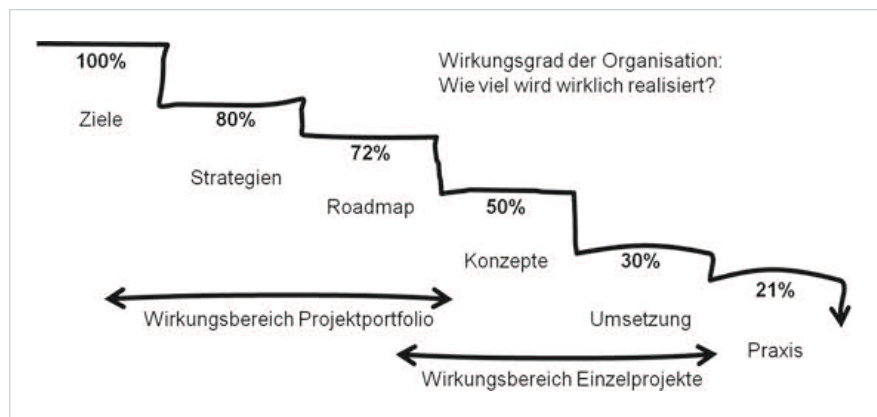 Wirkungsgrad der Organisation:
Wie viel wird wirklich realisiert?
100%
Ziele
80%
Strategien
72%
Roadmap
50%
Konzepte
30%
Umsetzung
21%
Praxis
Wirkungsbereich Projektportfolio
Wirkungsbereich Einzelprojekte